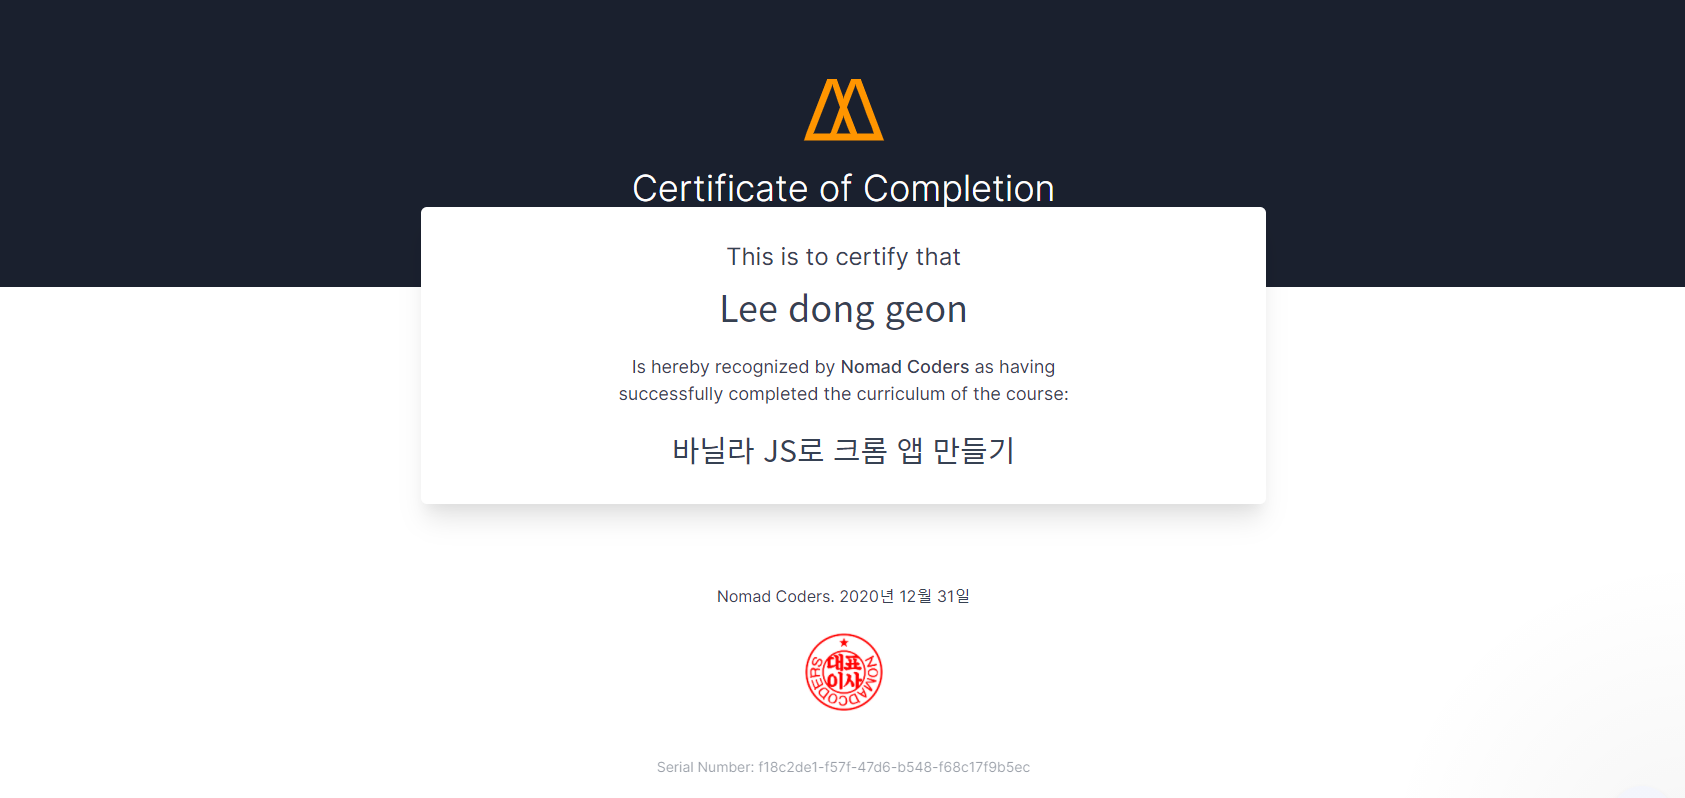 Certificate of Completion
This is to certify that
Lee dong geon
Is hereby recognized by Nomad Coders as having
successfully completed the curriculum of the course:
바닐라 JS로 크롬 앱 만들기
Nomad Coders. 2020년 12월 31일
NOMADCODERS
대표
이사
Serial Number: f18c2de1-f57f-47d6-b548-f68c17f9b5ec